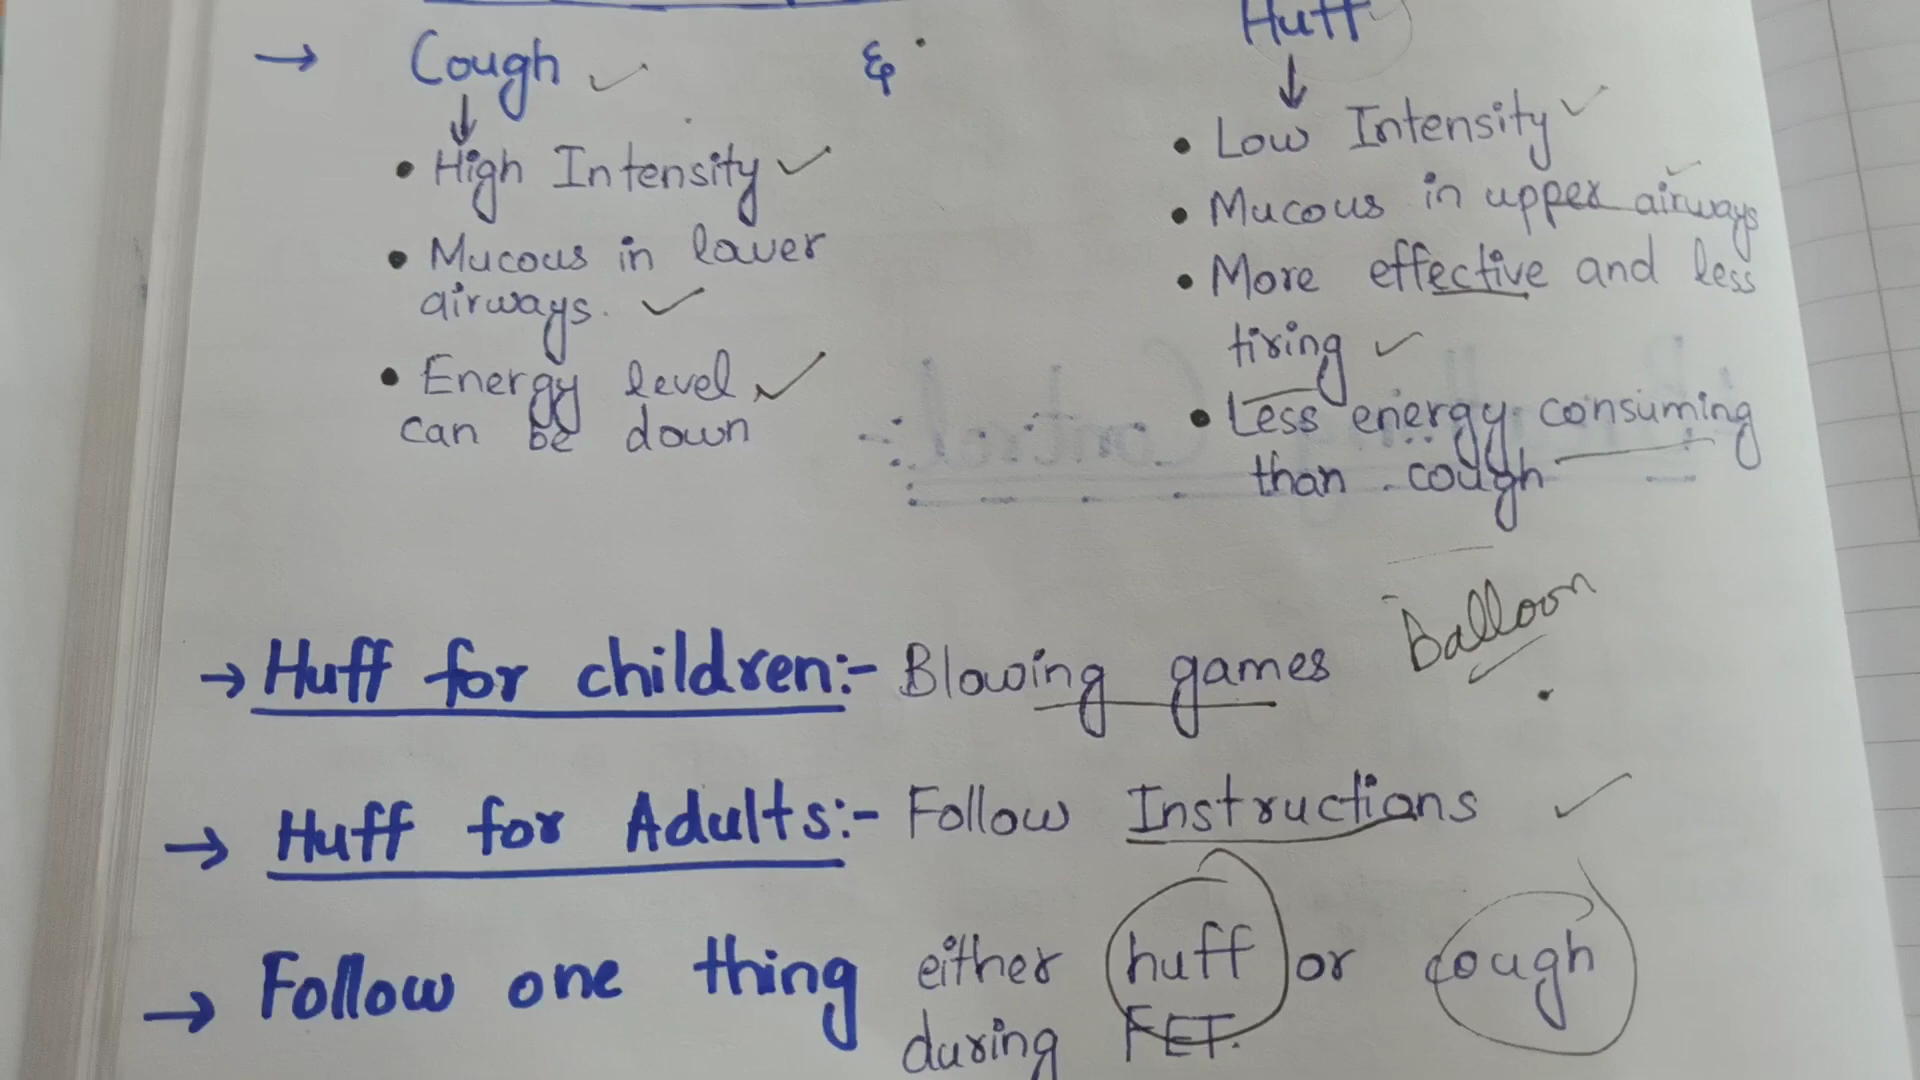 → Cough & Huff
• High Intensity
• Mucous in lower
airways.
• Energy level
can be down
• Low Intensity
• Mucous in upper airways
• More effective and less
tiring
• Less energy consuming
than cough
Balloon
→ Huff for children:- Blowing games
→ Huff for Adults:- Follow Instructions
→ Follow one thing either huff or cough
during FET.